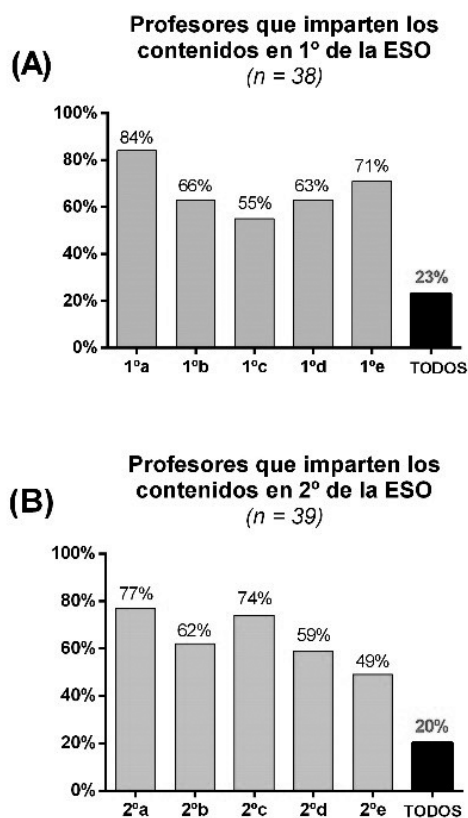 (A)
Profesores que imparten los
contenidos en 1º de la ESO
(n = 38)
100%
80%
60%
40%
20%
0%
84%
66%
55%
63%
71%
23%
1ºa
1ºb
1ºc
1ºd
1ºe
TODOS
(B)
Profesores que imparten los
contenidos en 2º de la ESO
(n = 39)
100%
80%
60%
40%
20%
0%
77%
62%
74%
59%
49%
20%
2ºa
2ºb
2ºc
2ºd
2ºe
TODOS